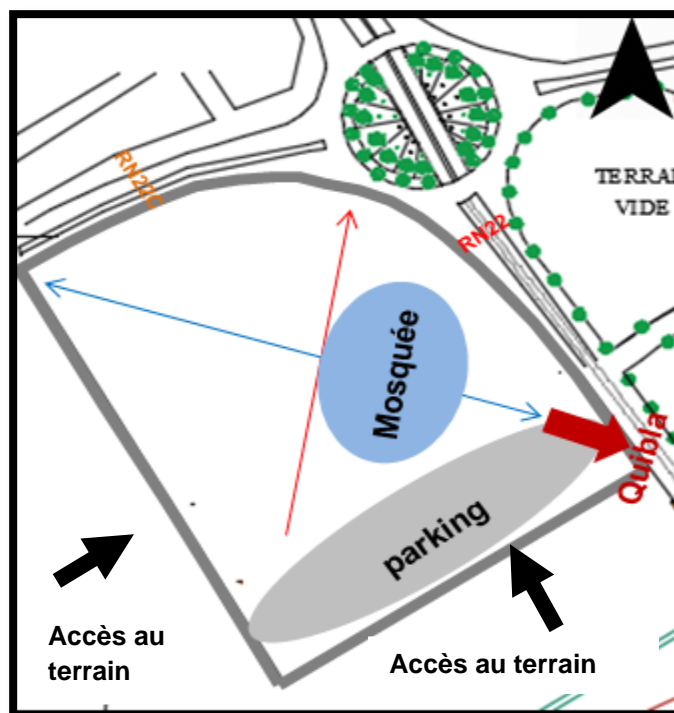 RN22C
TERRAI
VIDE
RN22
Mosquée
Quibla
parking
Accès au
terrain
Accès au terrain